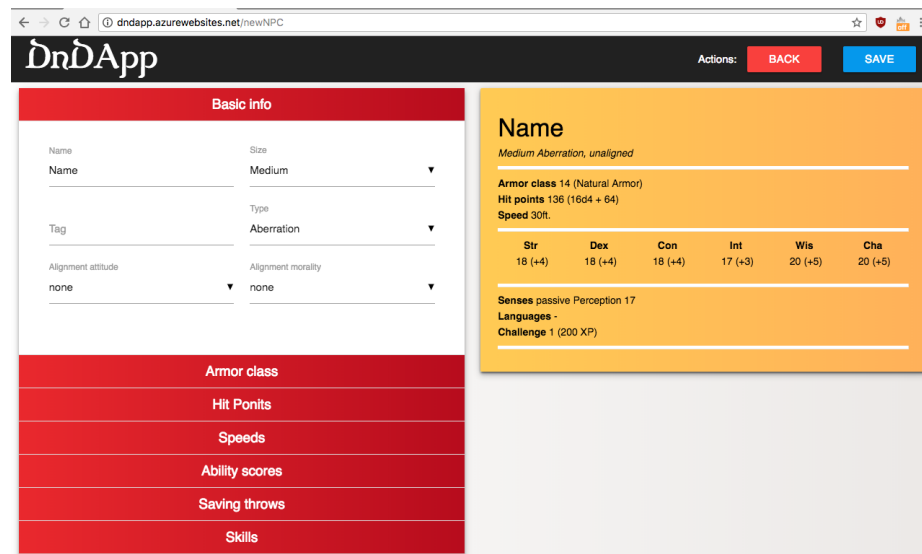 dndapp.azurewebsites.net/newNPC
off
DnDApp
Actions: BACK SAVE
Basic info
Name Size
Name Medium
Type
Tag Aberration
Alignment attitude Alignment morality
none none
Armor class
Hit Ponits
Speeds
Ability scores
Saving throws
Skills
Name
Medium Aberration, unaligned
Armor class 14 (Natural Armor)
Hit points 136 (16d4 + 64)
Speed 30ft.
Str Dex Con Int Wis Cha
18 (+4) 18 (+4) 18 (+4) 17 (+3) 20 (+5) 20 (+5)
Senses passive Perception 17
Languages -
Challenge 1 (200 XP)